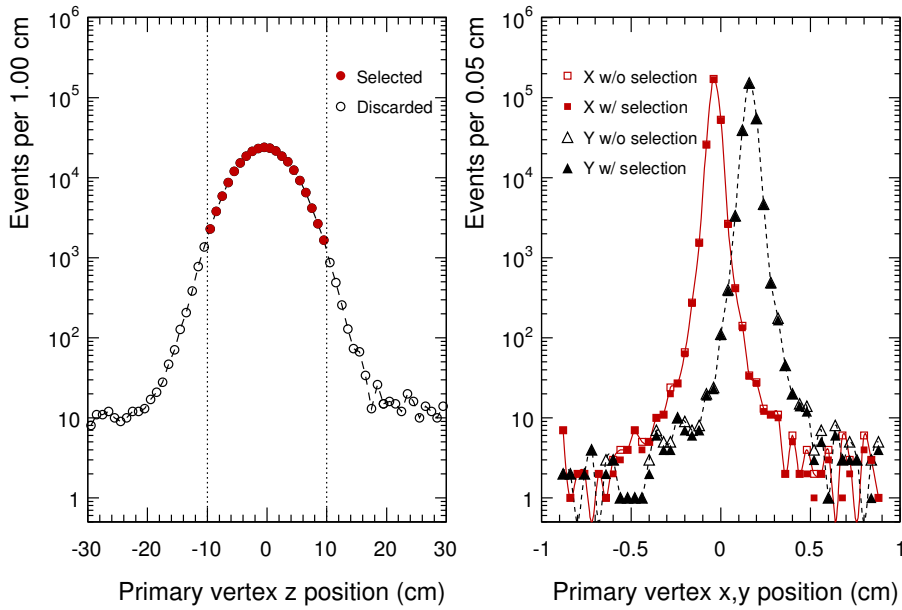 Events per 1.00 cm
10^6
10^5
10^4
10^3
10^2
10
1
Selected
Discarded
-30 -20 -10 0 10 20 30
Primary vertex z position (cm)
Events per 0.05 cm
10^6
10^5
10^4
10^3
10^2
10
1
X w/o selection
X w/ selection
Y w/o selection
Y w/ selection
-1 -0.5 0 0.5 1
Primary vertex x,y position (cm)